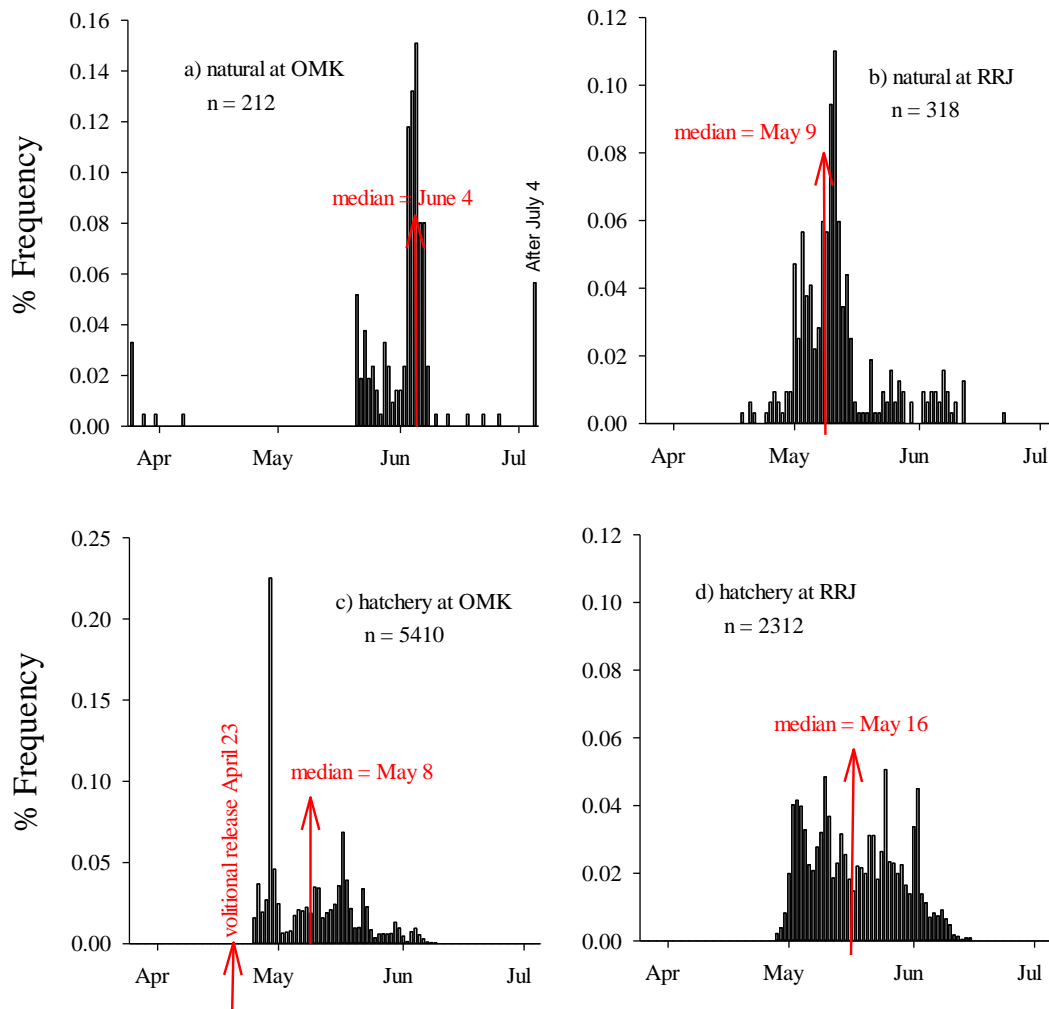 % Frequency
0.16
0.14
0.12
0.10
0.08
0.06
0.04
0.02
0.00
a) natural at OMK
n = 212
median = June 4
After July 4
Apr May Jun Jul
0.12
0.10
0.08
0.06
0.04
0.02
0.00
b) natural at RRJ
n = 318
median = May 9
Apr May Jun Jul
% Frequency
0.25
0.20
0.15
0.10
0.05
0.00
c) hatchery at OMK
n = 5410
volitional release April 23
median = May 8
Apr May Jun Jul
0.12
0.10
0.08
0.06
0.04
0.02
0.00
d) hatchery at RRJ
n = 2312
median = May 16
Apr May Jun Jul